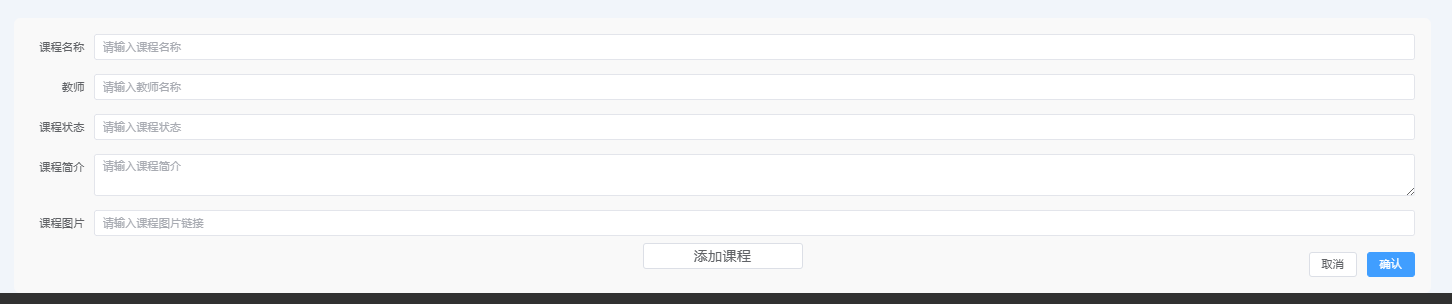 课程名称 请输入课程名称
教师 请输入教师名称
课程状态 请输入课程状态
课程简介 请输入课程简介
课程图片 请输入课程图片链接
添加课程
取消 确认